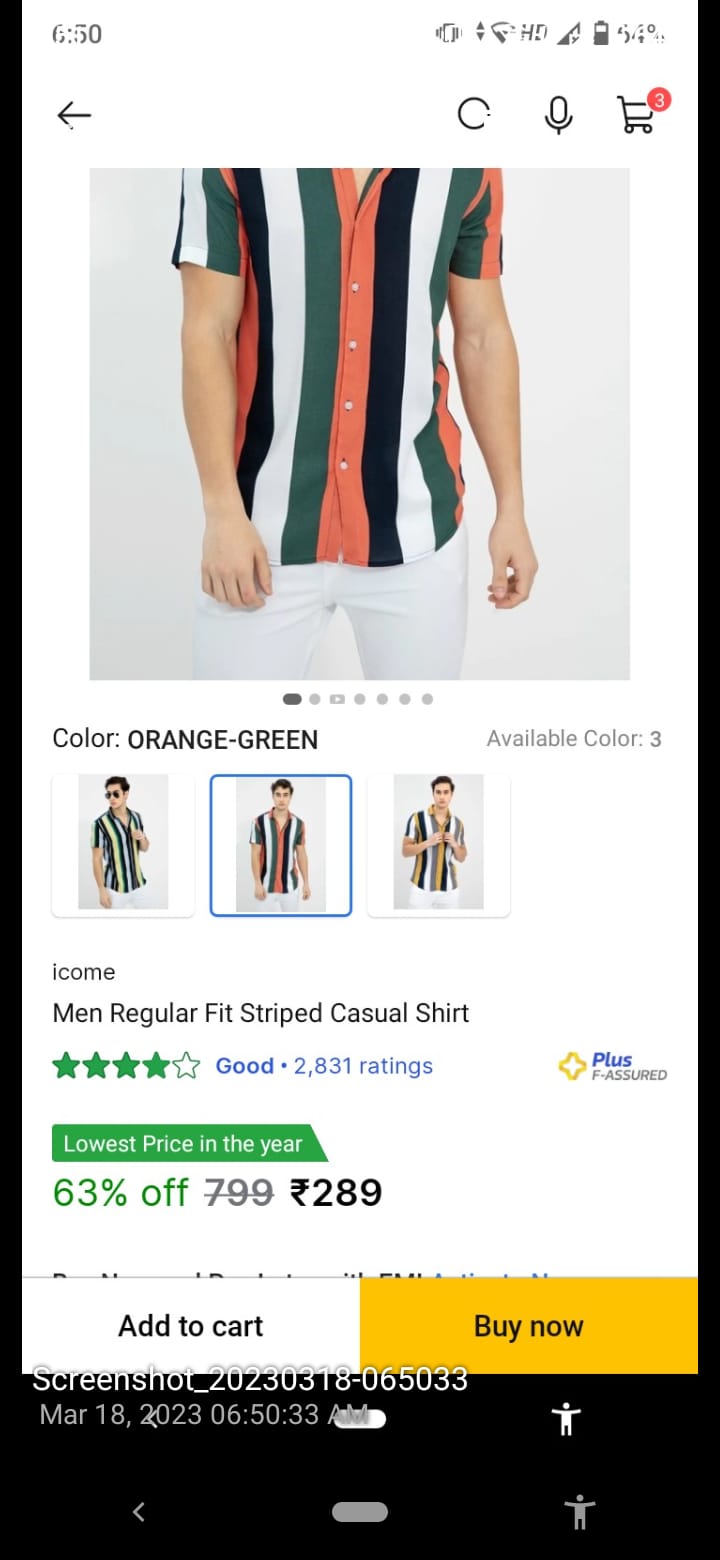 6:50
HD
3
Color: ORANGE-GREEN
Available Color: 3
icome
Men Regular Fit Striped Casual Shirt
Good • 2,831 ratings
Plus
F-ASSURED
Lowest Price in the year
63% off 799 ₹289
Add to cart
Buy now
Screenshot_20230318-065033
Mar 18, 2023 06:50:33 AM